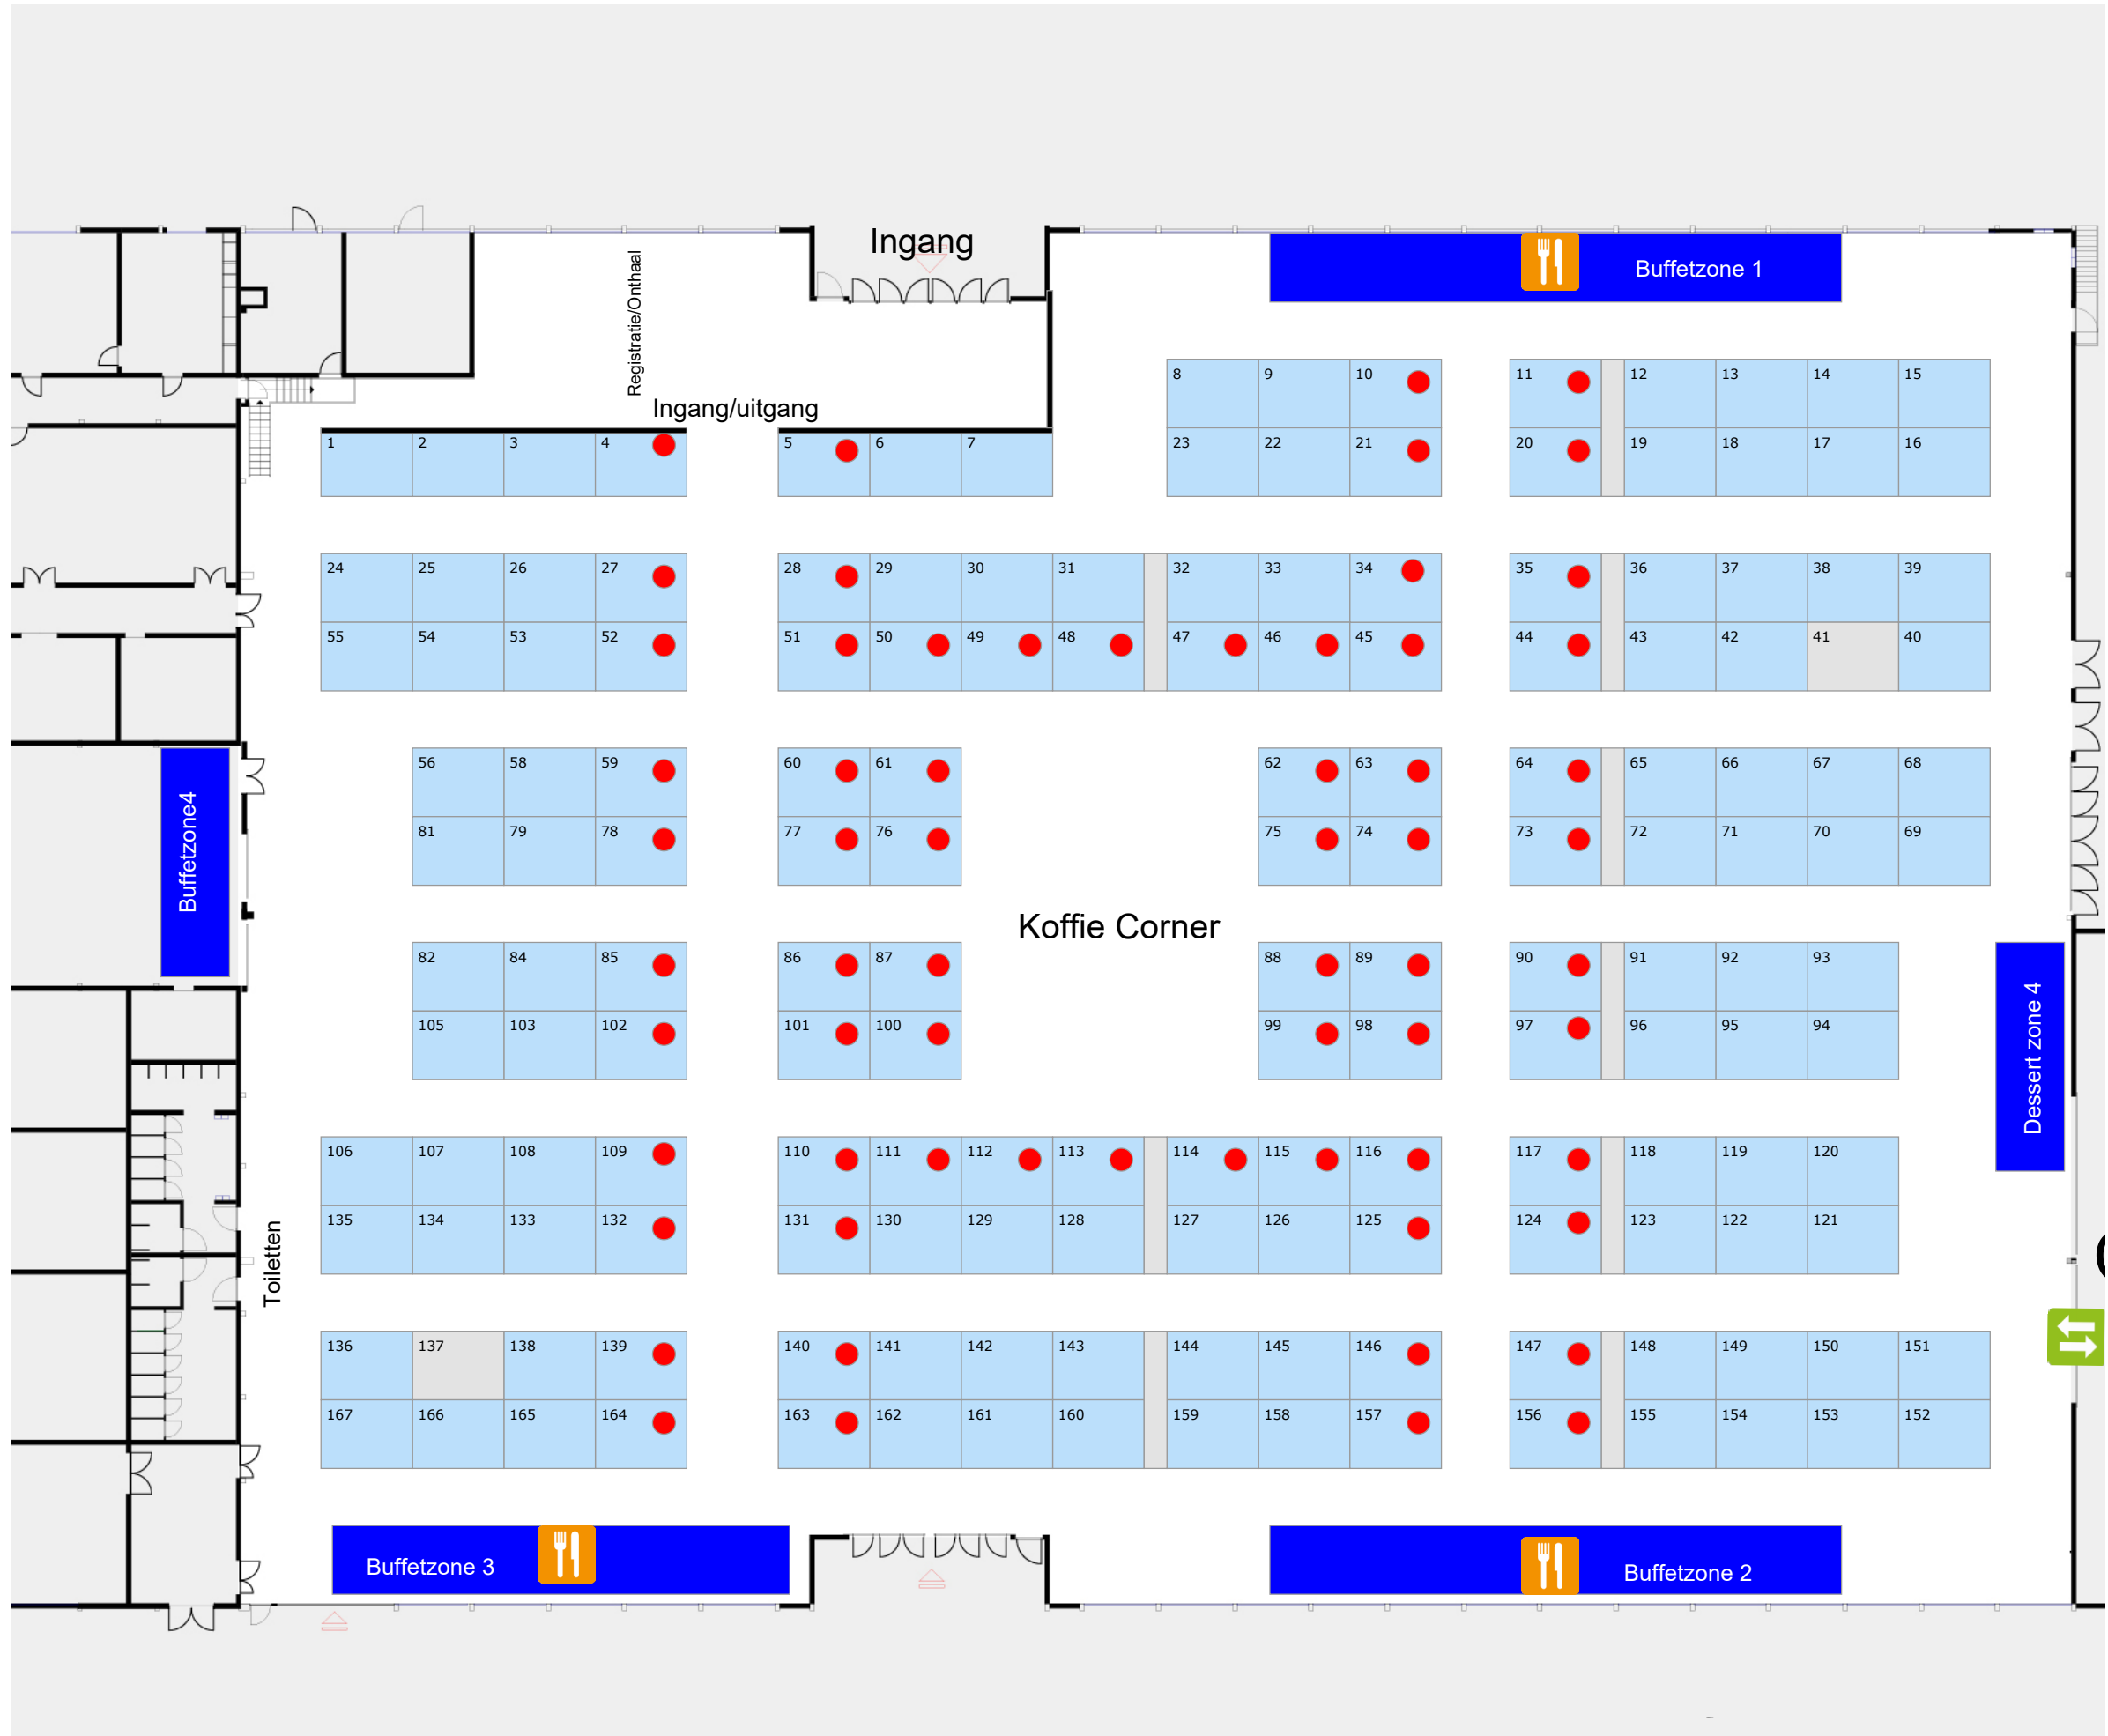 Ingang
Buffetzone 1
Registratie/Onthaal
Ingang/uitgang
8 9 10 11 12 13 14 15
1 2 3 4 5 6 7 23 22 21 20 19 18 17 16
24 25 26 27 28 29 30 31 32 33 34 35 36 37 38 39
55 54 53 52 51 50 49 48 47 46 45 44 43 42 41 40
56 58 59 60 61 62 63 64 65 66 67 68
81 79 78 77 76 75 74 73 72 71 70 69
Buffetzone4
Koffie Corner
82 84 85 86 87 88 89 90 91 92 93
105 103 102 101 100 99 98 97 96 95 94
Dessert zone 4
106 107 108 109 110 111 112 113 114 115 116 117 118 119 120
135 134 133 132 131 130 129 128 127 126 125 124 123 122 121
Toiletten
136 137 138 139 140 141 142 143 144 145 146 147 148 149 150 151
167 166 165 164 163 162 161 160 159 158 157 156 155 154 153 152
Buffetzone 3
Buffetzone 2